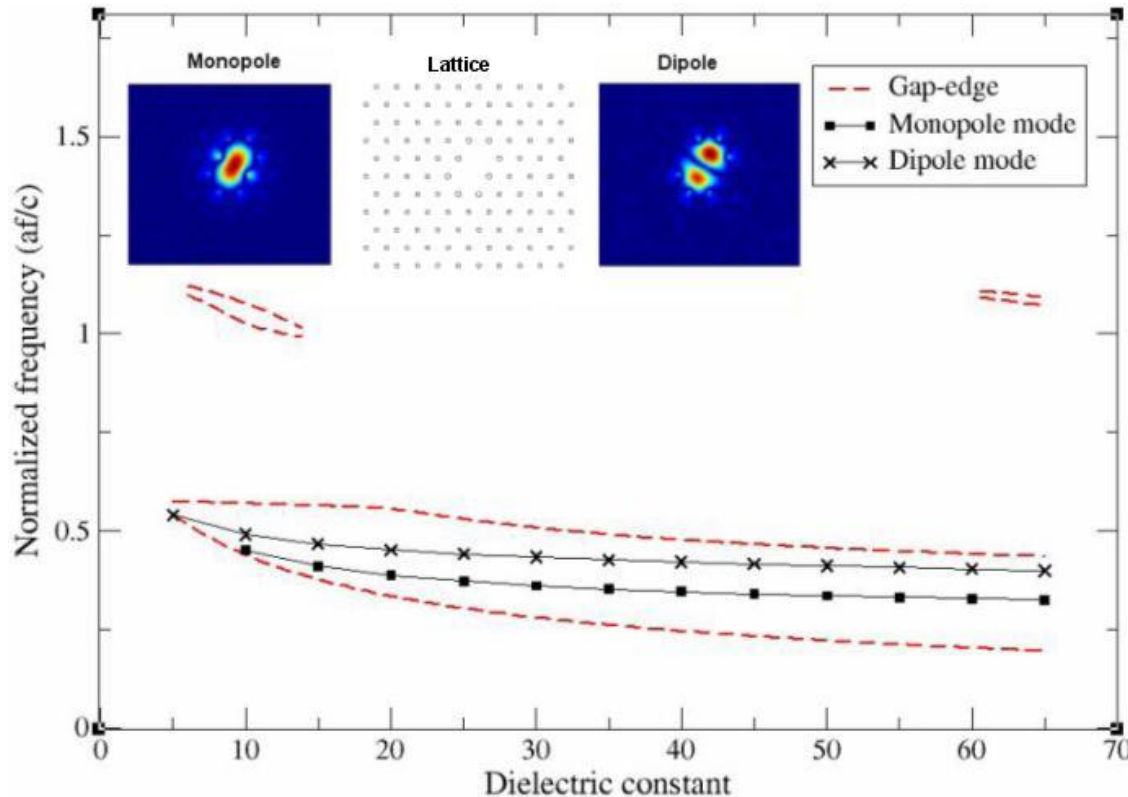 Monopole
Lattice
Dipole
Gap-edge
Monopole mode
Dipole mode
Normalized frequency (af/c)
1.5
1
0.5
0
0 10 20 30 40 50 60 70
Dielectric constant